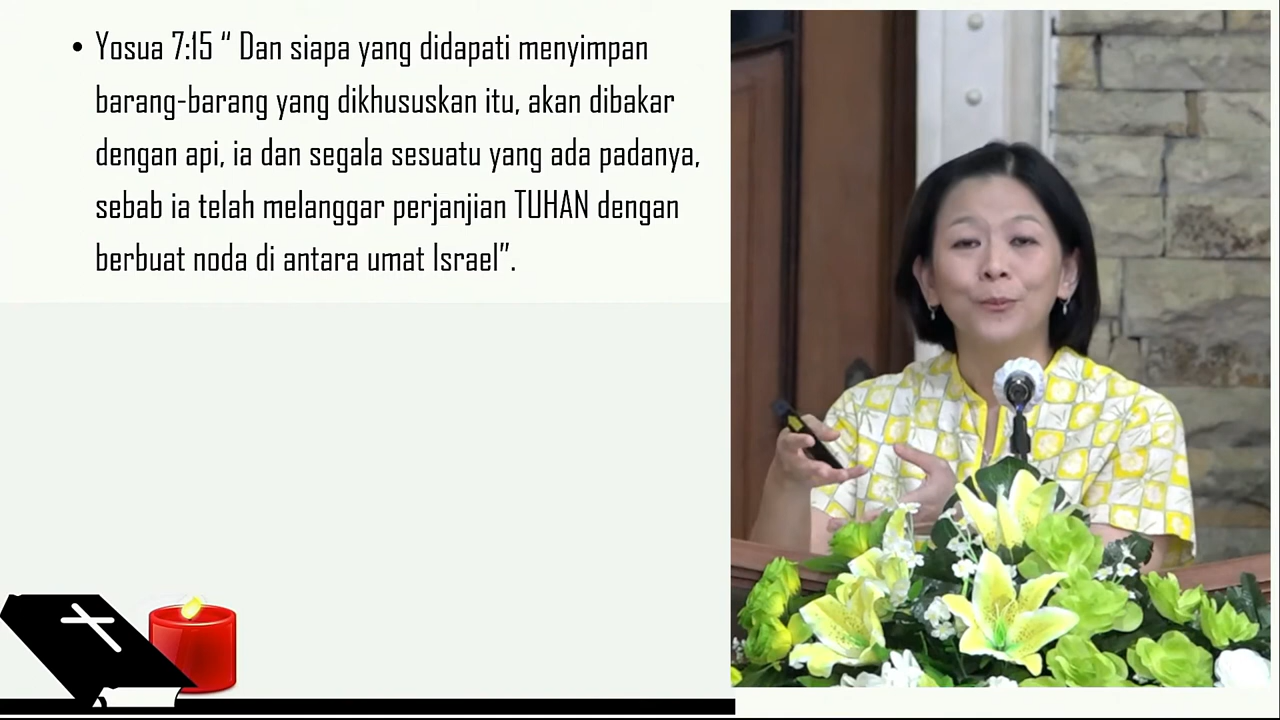 • Yosua 7:15 “ Dan siapa yang didapati menyimpan
barang-barang yang dikhususkan itu, akan dibakar
dengan api, ia dan segala sesuatu yang ada padanya,
sebab ia telah melanggar perjanjian TUHAN dengan
berbuat noda di antara umat Israel”.